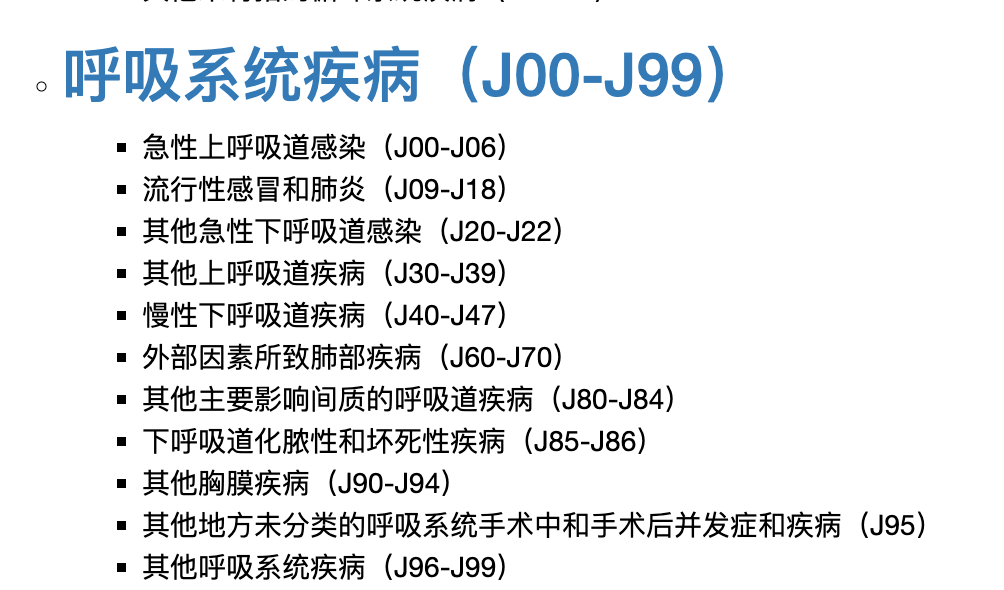 呼吸系统疾病（J00-J99）
急性上呼吸道感染（J00-J06）
流行性感冒和肺炎（J09-J18）
其他急性下呼吸道感染（J20-J22）
其他上呼吸道疾病（J30-J39）
慢性下呼吸道疾病（J40-J47）
外部因素所致肺部疾病（J60-J70）
其他主要影响间质的呼吸道疾病（J80-J84）
下呼吸道化脓性和坏死性疾病（J85-J86）
其他胸膜疾病（J90-J94）
其他地方未分类的呼吸系统手术中和手术后并发症和疾病（J95）
其他呼吸系统疾病（J96-J99）